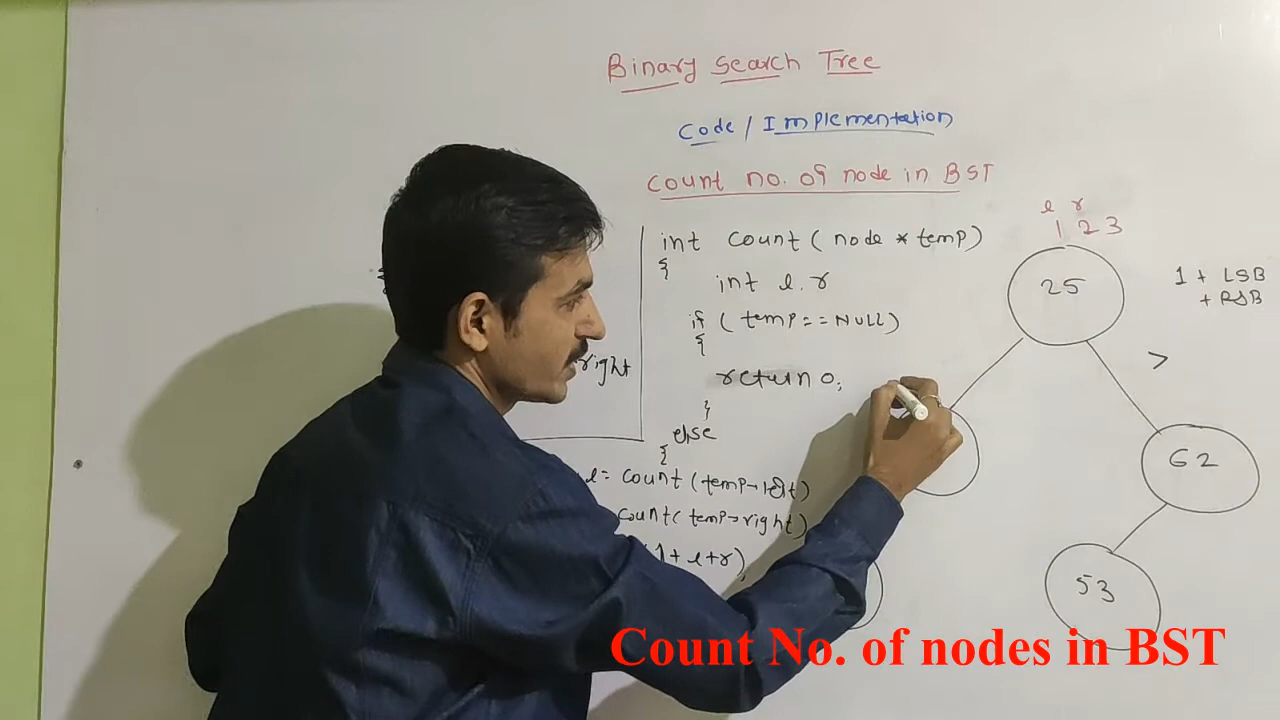 Binary Search Tree
Code / Implementation
Count no. of node in BST
l r
1 2 3
int count ( node * temp)
{
int l, r
if ( temp == NULL)
{
return 0;
}
else
{
l = count (temp→left)
count( temp→right)
(1 + l + r),
right
25
1 + LSB
+ RSB
>
62
53
Count No. of nodes in BST